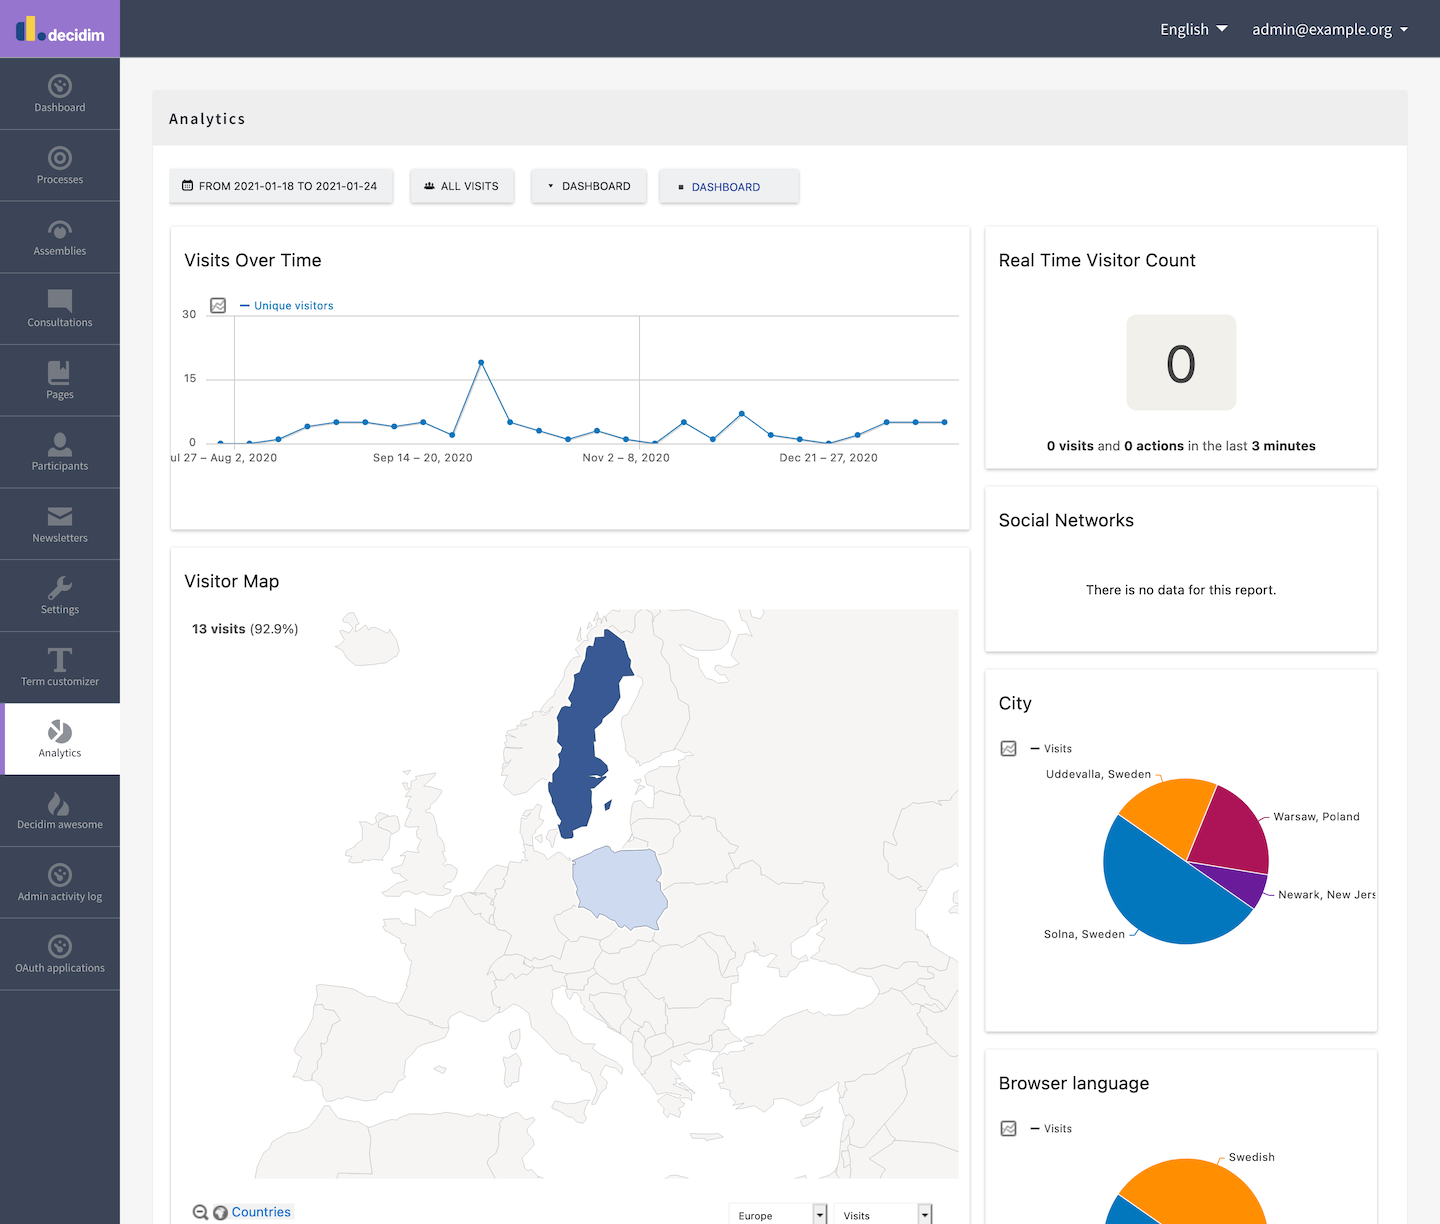 decidim
English
admin@example.org
Dashboard
Processes
Assemblies
Consultations
Pages
Participants
Newsletters
Settings
Term customizer
Analytics
Decidim awesome
Admin activity log
OAuth applications
Analytics
FROM 2021-01-18 TO 2021-01-24
ALL VISITS
DASHBOARD
DASHBOARD
Visits Over Time
Unique visitors
30
15
0
ul 27 – Aug 2, 2020
Sep 14 – 20, 2020
Nov 2 – 8, 2020
Dec 21 – 27, 2020
Visitor Map
13 visits (92.9%)
Countries
Europe
Visits
Real Time Visitor Count
0
0 visits and 0 actions in the last 3 minutes
Social Networks
There is no data for this report.
City
Visits
Uddevalla, Sweden
Warsaw, Poland
Newark, New Jers
Solna, Sweden
Browser language
Visits
Swedish